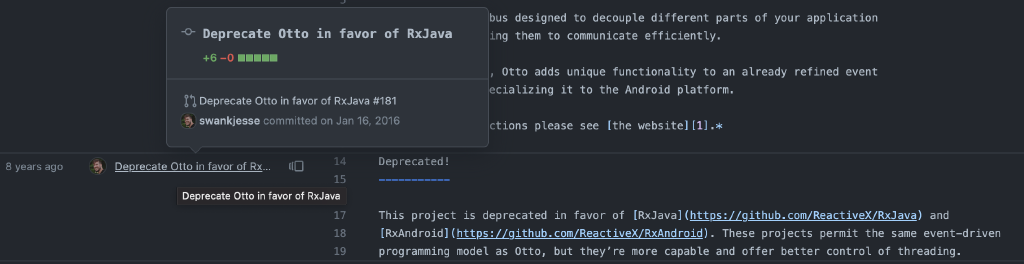 5
bus designed to decouple different parts of your application
Deprecate Otto in favor of RxJava
ing them to communicate efficiently.
+6 −0
, Otto adds unique functionality to an already refined event
ecializing it to the Android platform.
Deprecate Otto in favor of RxJava #181
swankjesse committed on Jan 16, 2016
ctions please see [the website][1].*
8 years ago
Deprecate Otto in favor of Rx...
14 Deprecated!
15 -----------
Deprecate Otto in favor of RxJava
17 This project is deprecated in favor of [RxJava](https://github.com/ReactiveX/RxJava) and
18 [RxAndroid](https://github.com/ReactiveX/RxAndroid). These projects permit the same event-driven
19 programming model as Otto, but they’re more capable and offer better control of threading.